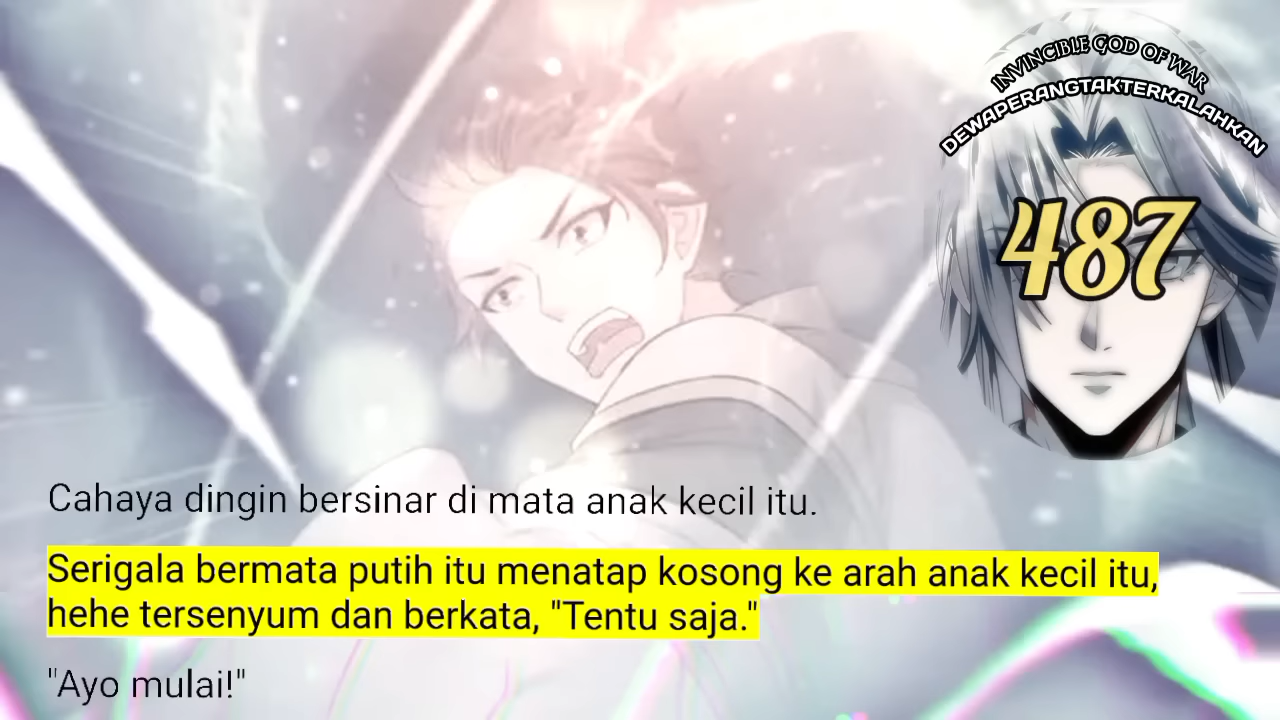 INVINCIBLE GOD OF WAR
DEWAPERANGTAKTERKALAHKAN
487
Cahaya dingin bersinar di mata anak kecil itu.
Serigala bermata putih itu menatap kosong ke arah anak kecil itu,
hehe tersenyum dan berkata, "Tentu saja."
"Ayo mulai!"